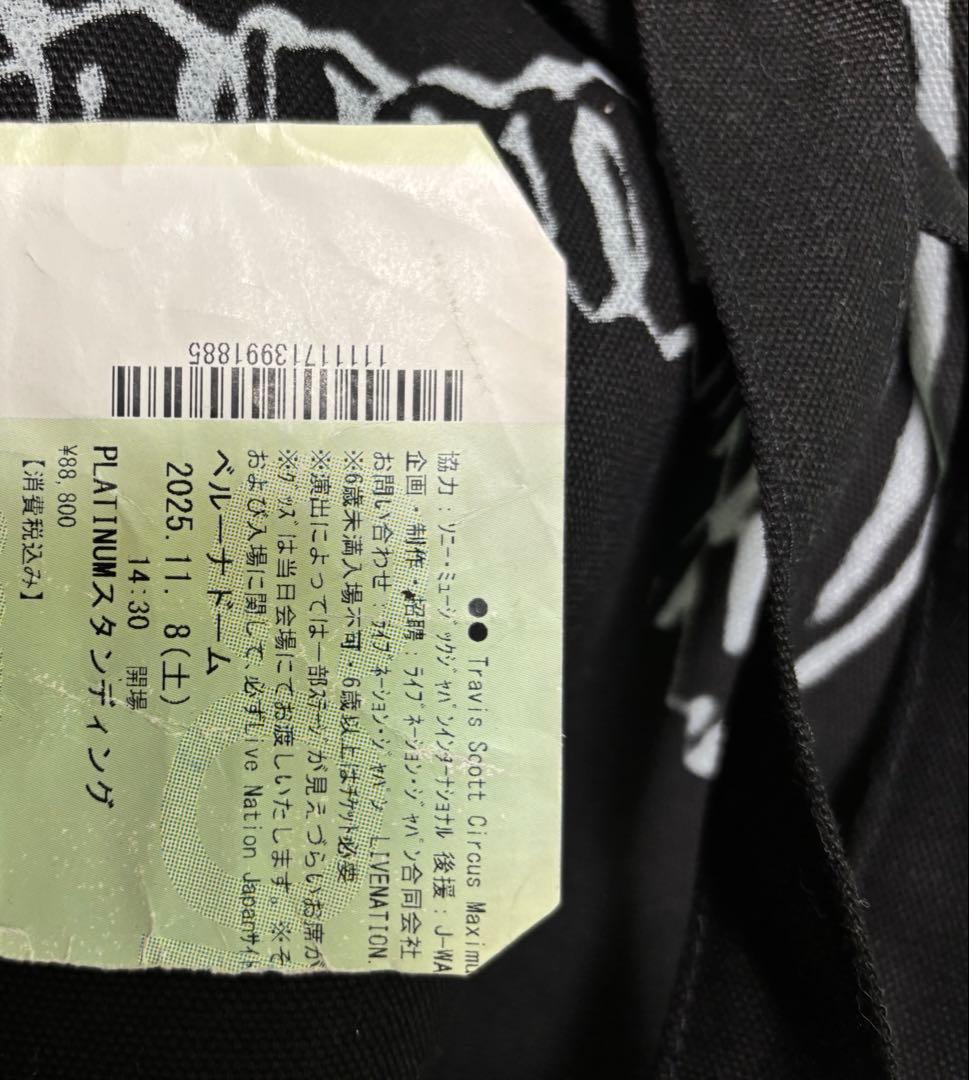 ●● Travis Scott Circus Maximu
協力：ソニー・ミュージックジャパンインターナショナル 後援：J-WA
企画・制作・招聘：ライブネーション・ジャパン合同会社
お問い合わせ：ライブネーション・ジャパン LIVENATION.
※6歳未満入場不可・6歳以上はチケット必要
※演出によっては一部ステージが見えづらいお席が
※グッズは当日会場にてお渡しいたします。※そ
および入場に関して、必ずLive Nation Japanサイト
ベルーナドーム
2025.11. 8(土)
14:30 開場
PLATINUMスタンディング
¥88,800
【消費税込み】
1111171399​1885